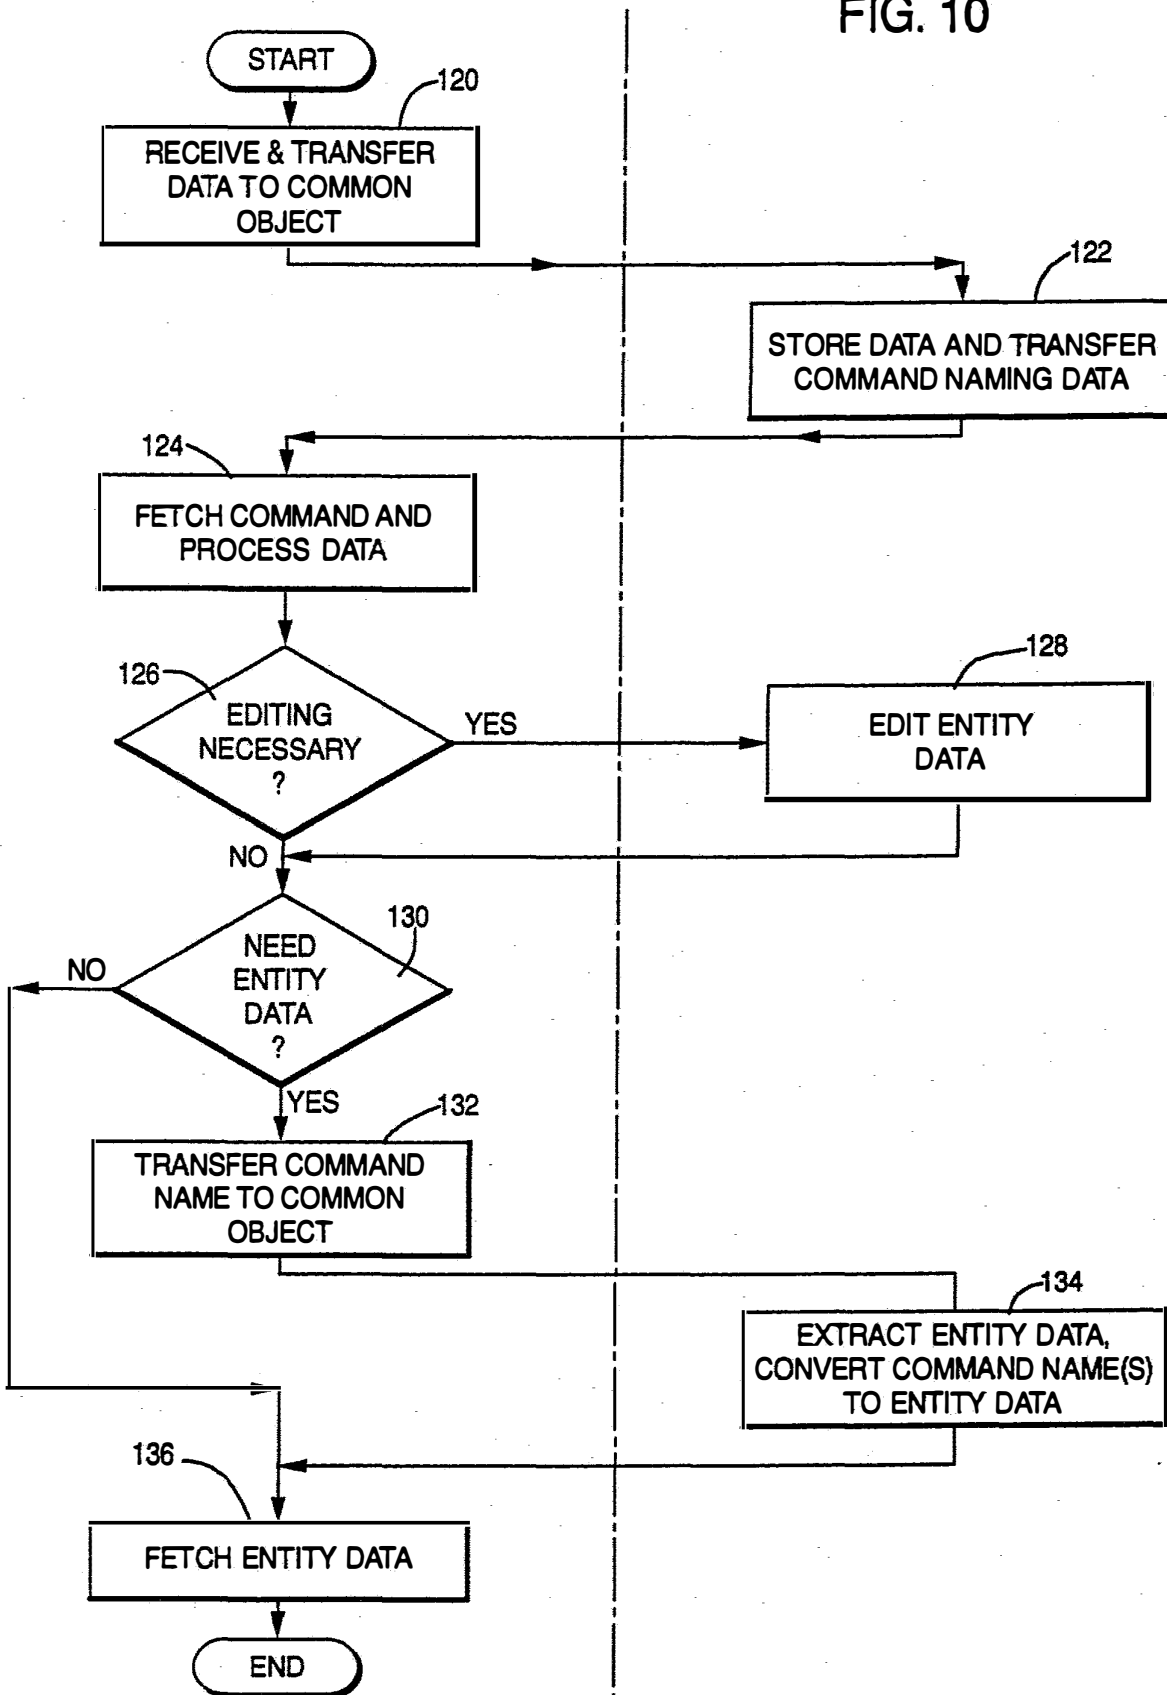 FIG. 10
START
120
RECEIVE & TRANSFER
DATA TO COMMON
OBJECT
122
STORE DATA AND TRANSFER
COMMAND NAMING DATA
124
FETCH COMMAND AND
PROCESS DATA
126
EDITING
NECESSARY
?
YES
128
EDIT ENTITY
DATA
NO
130
NEED
ENTITY
DATA
?
NO
YES
132
TRANSFER COMMAND
NAME TO COMMON
OBJECT
134
EXTRACT ENTITY DATA,
CONVERT COMMAND NAME(S)
TO ENTITY DATA
136
FETCH ENTITY DATA
END